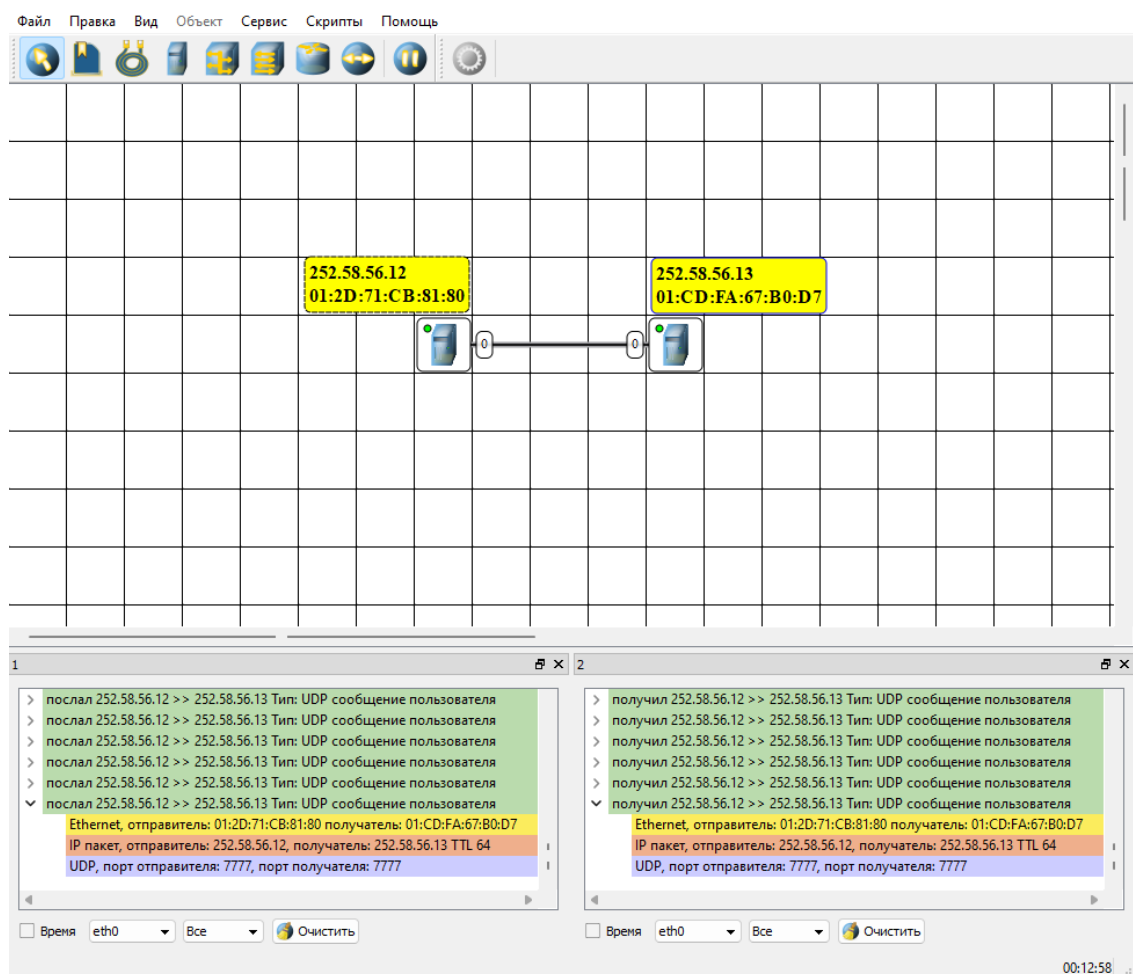 Файл Правка Вид Объект Сервис Скрипты Помощь
252.58.56.12
01:2D:71:CB:81:80
252.58.56.13
01:CD:FA:67:B0:D7
0
0
1
послал 252.58.56.12 >> 252.58.56.13 Тип: UDP сообщение пользователя
послал 252.58.56.12 >> 252.58.56.13 Тип: UDP сообщение пользователя
послал 252.58.56.12 >> 252.58.56.13 Тип: UDP сообщение пользователя
послал 252.58.56.12 >> 252.58.56.13 Тип: UDP сообщение пользователя
послал 252.58.56.12 >> 252.58.56.13 Тип: UDP сообщение пользователя
послал 252.58.56.12 >> 252.58.56.13 Тип: UDP сообщение пользователя
Ethernet, отправитель: 01:2D:71:CB:81:80 получатель: 01:CD:FA:67:B0:D7
IP пакет, отправитель: 252.58.56.12, получатель: 252.58.56.13 TTL 64
UDP, порт отправителя: 7777, порт получателя: 7777
Время eth0 Все Очистить
2
получил 252.58.56.12 >> 252.58.56.13 Тип: UDP сообщение пользователя
получил 252.58.56.12 >> 252.58.56.13 Тип: UDP сообщение пользователя
получил 252.58.56.12 >> 252.58.56.13 Тип: UDP сообщение пользователя
получил 252.58.56.12 >> 252.58.56.13 Тип: UDP сообщение пользователя
получил 252.58.56.12 >> 252.58.56.13 Тип: UDP сообщение пользователя
получил 252.58.56.12 >> 252.58.56.13 Тип: UDP сообщение пользователя
Ethernet, отправитель: 01:2D:71:CB:81:80 получатель: 01:CD:FA:67:B0:D7
IP пакет, отправитель: 252.58.56.12, получатель: 252.58.56.13 TTL 64
UDP, порт отправителя: 7777, порт получателя: 7777
Время eth0 Все Очистить
00:12:58